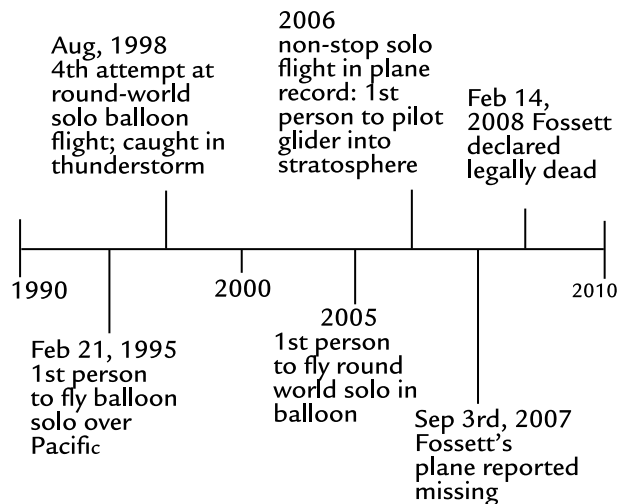 Aug, 1998
4th attempt at
round-world
solo balloon
flight; caught in
thunderstorm
2006
non-stop solo
flight in plane
record: 1st
person to pilot
glider into
stratosphere
Feb 14,
2008 Fossett
declared
legally dead
1990
2000
2010
Feb 21, 1995
1st person
to fly balloon
solo over
Pacific
2005
1st person
to fly round
world solo in
balloon
Sep 3rd, 2007
Fossett's
plane reported
missing